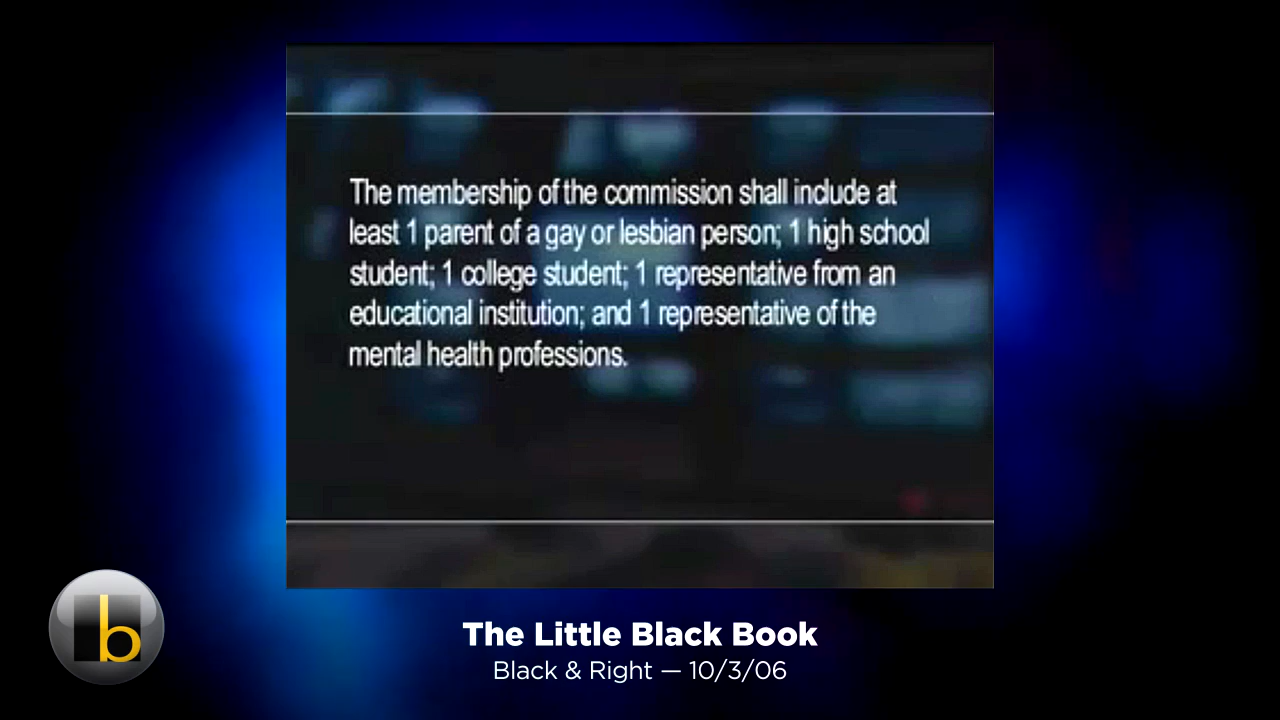 The membership of the commission shall include at
least 1 parent of a gay or lesbian person; 1 high school
student; 1 college student; 1 representative from an
educational institution; and 1 representative of the
mental health professions.
b
The Little Black Book
Black & Right — 10/3/06